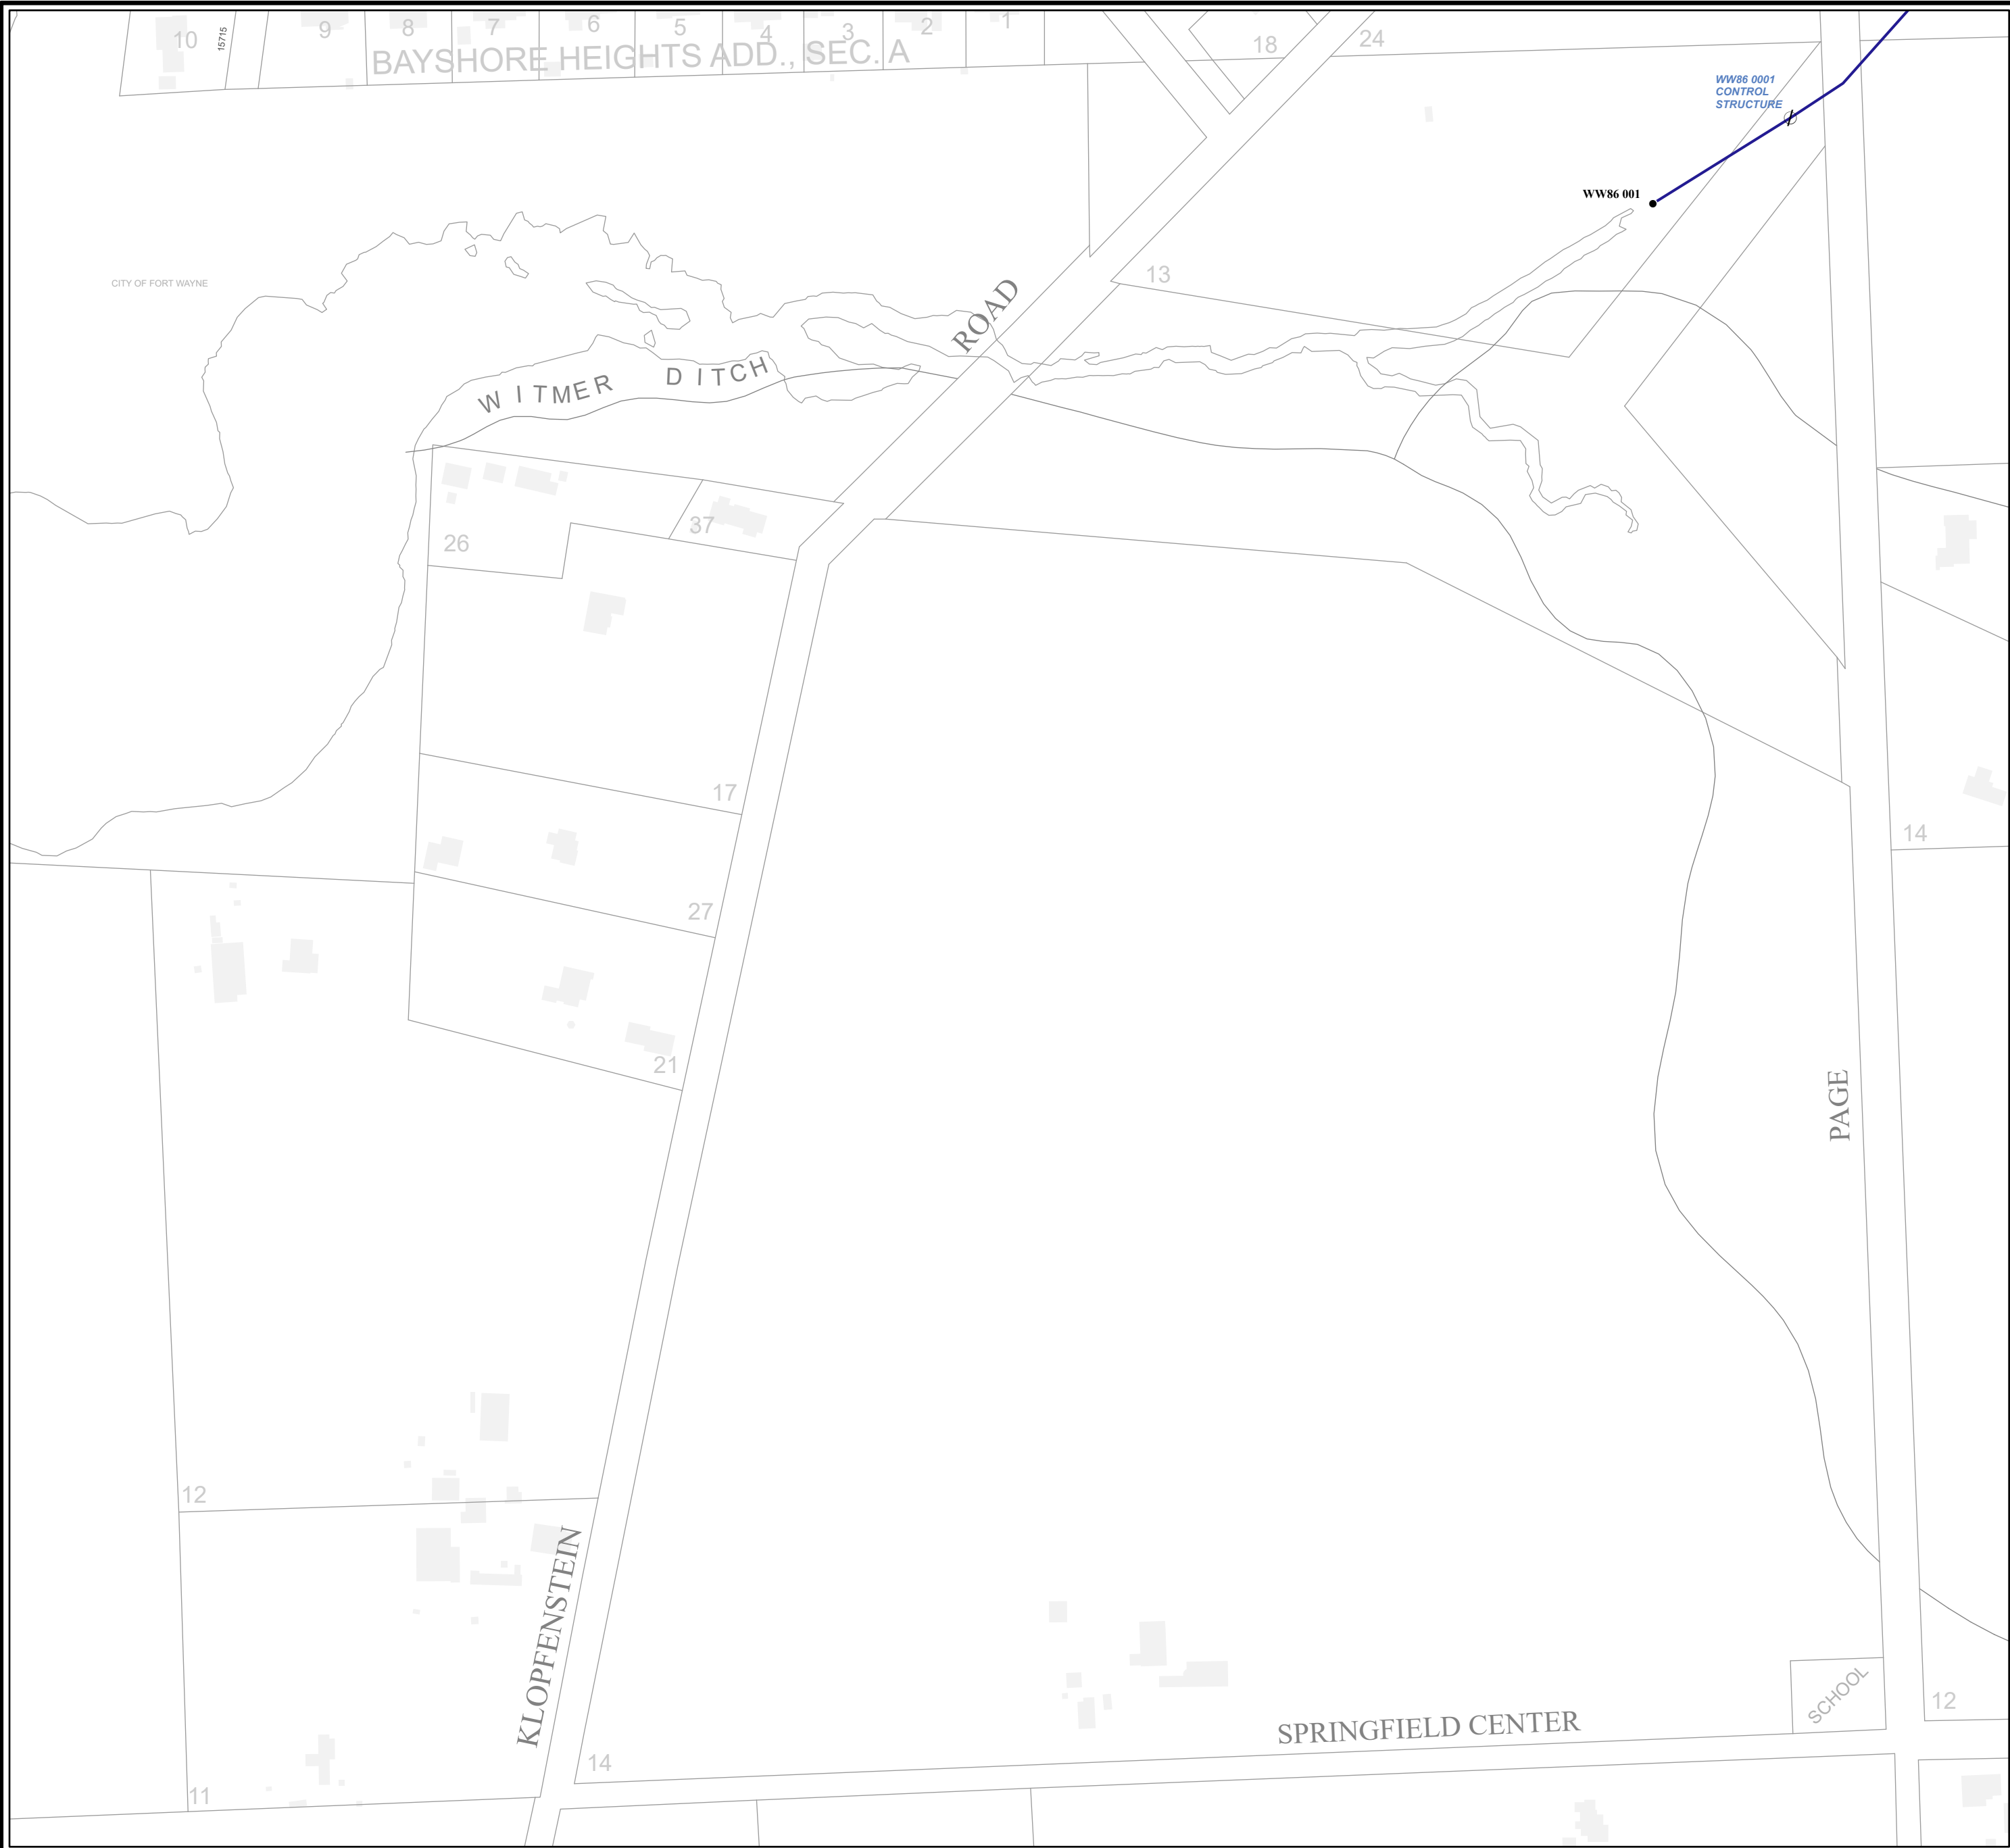 10
15715
9
8
7
6
5
4
3
2
1
BAYSHORE HEIGHTS ADD., SEC. A
18
24
WW86 0001
CONTROL
STRUCTURE
WW86 001
CITY OF FORT WAYNE
13
ROAD
WITMER DITCH
26
37
17
14
27
21
PAGE
12
KLOPFENSTEIN
SCHOOL
12
SPRINGFIELD CENTER
14
11